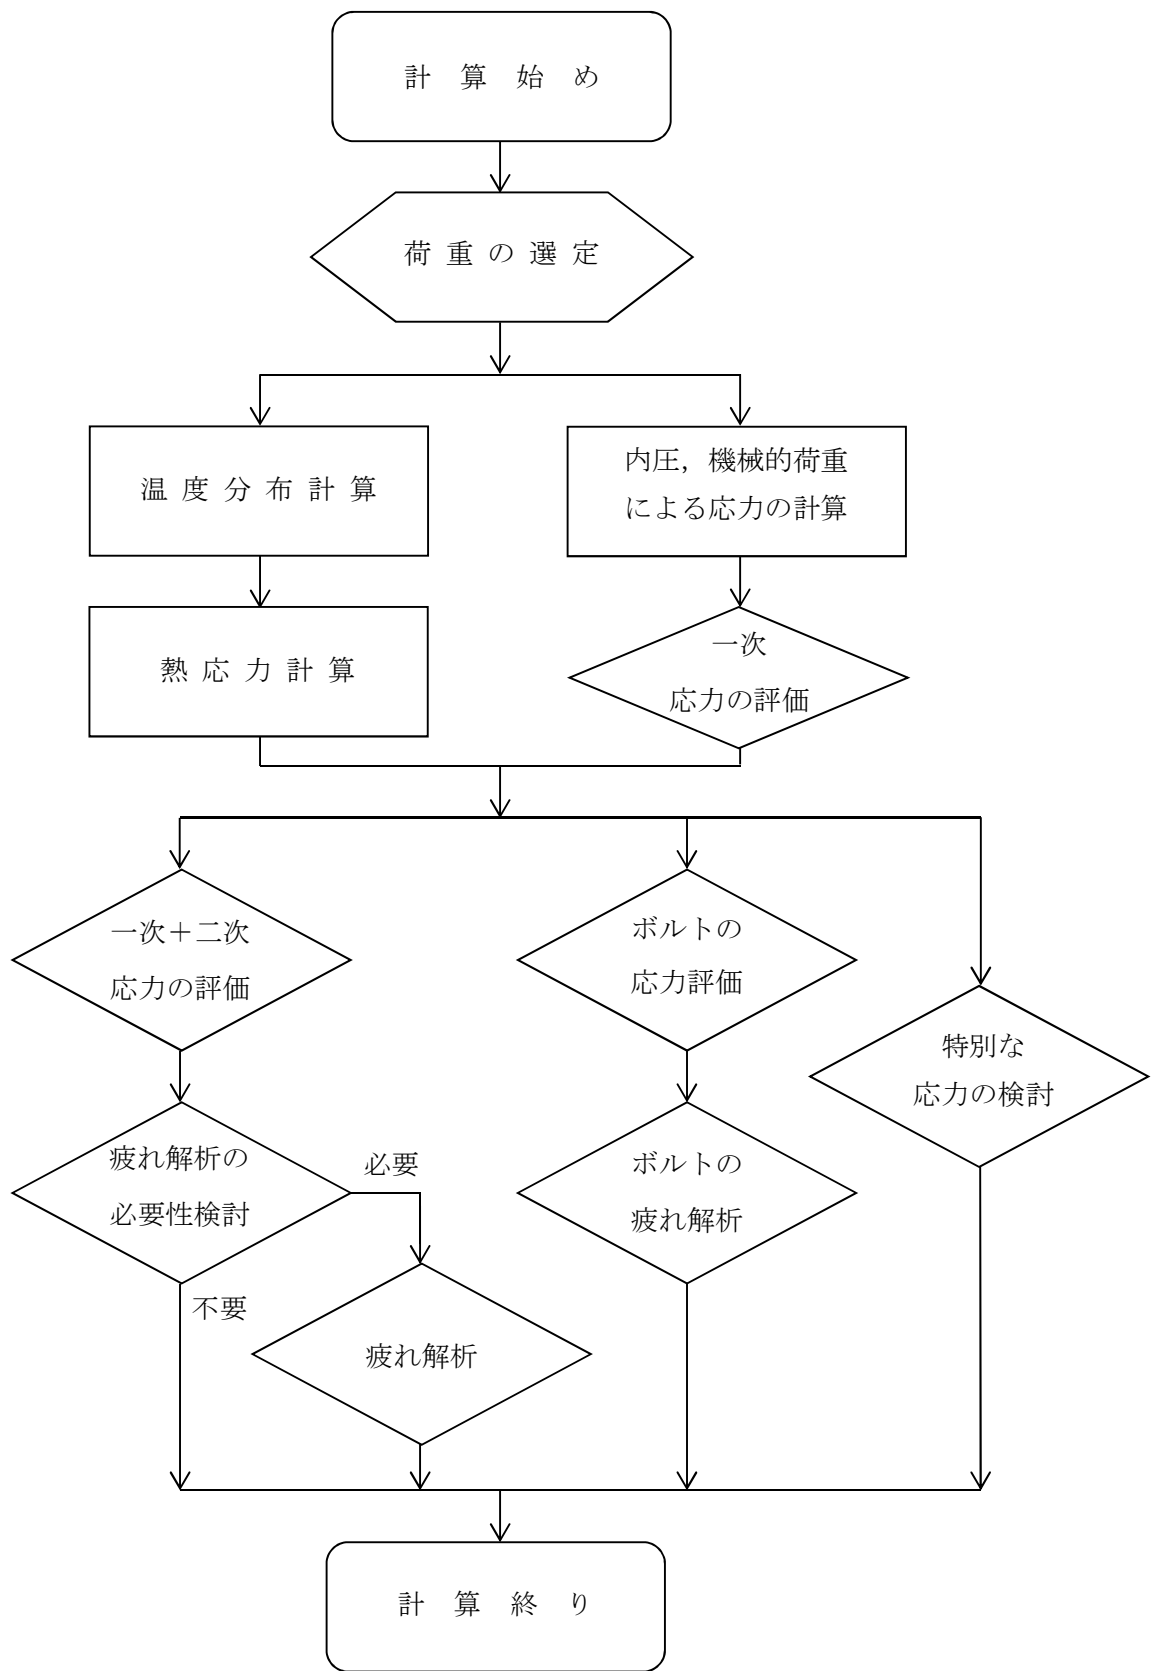 計算始め
荷重の選定
温度分布計算
内圧，機械的荷重
による応力の計算
熱応力計算
一次
応力の評価
一次＋二次
応力の評価
ボルトの
応力評価
特別な
応力の検討
疲れ解析の
必要性検討
必要
ボルトの
疲れ解析
不要
疲れ解析
計算終り